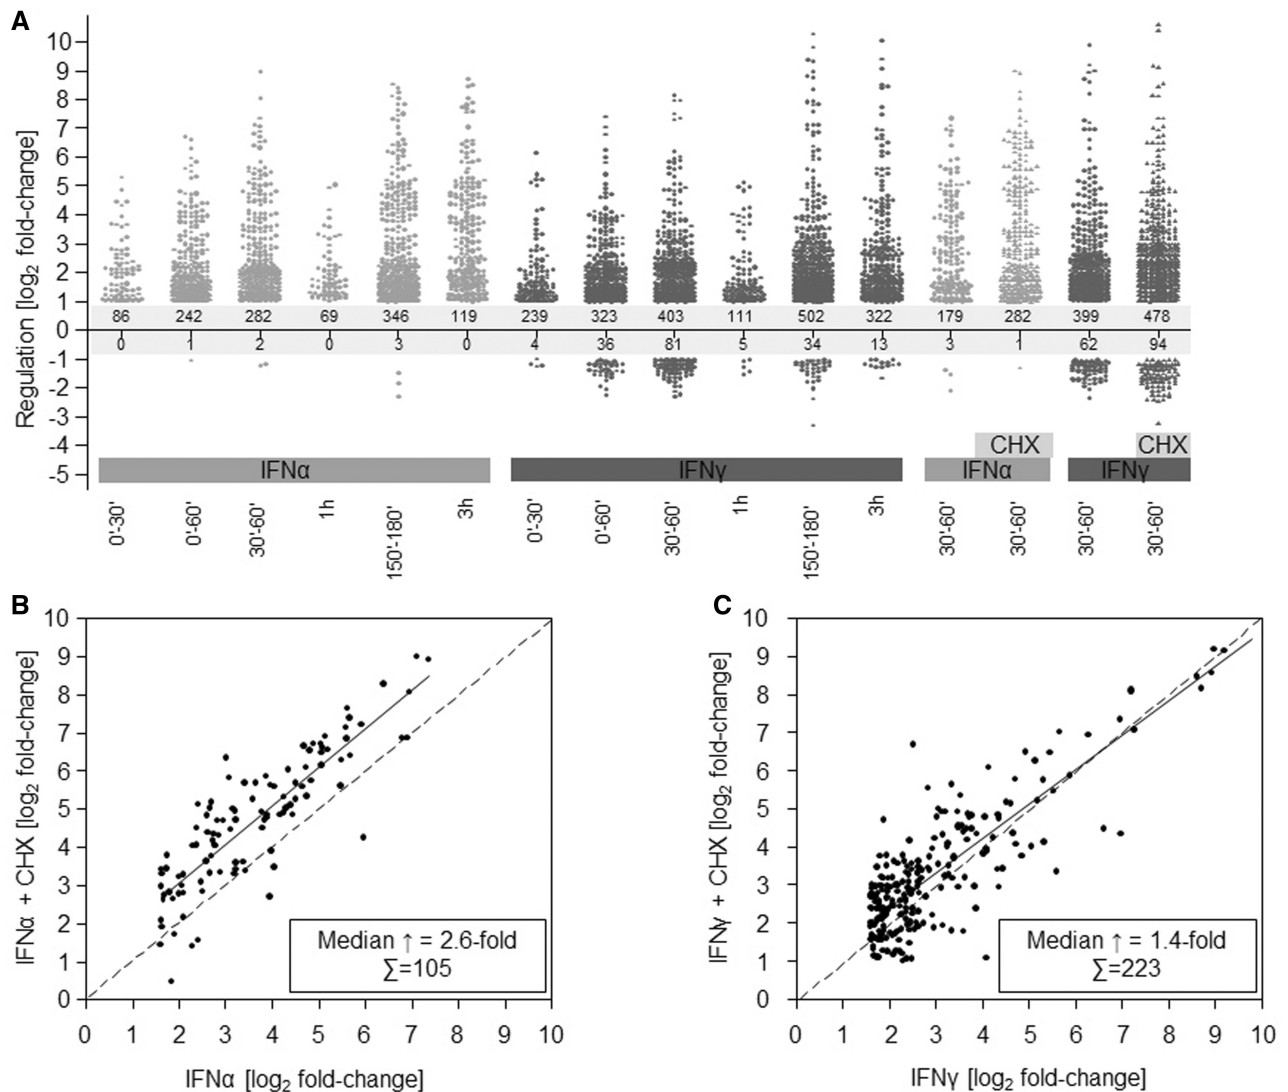 A
Regulation [log2 fold-change]
10
9
8
7
6
5
4
3
2
1
0
-1
-2
-3
-4
-5
86 242 282 69 346 119 239 323 403 111 502 322 179 282 399 478
0 1 2 0 3 0 4 36 81 5 34 13 3 1 62 94
CHX CHX
IFNα IFNγ IFNα IFNγ
0'-30' 0'-60' 30'-60' 1h 150'-180' 3h 0'-30' 0'-60' 30'-60' 1h 150'-180' 3h 30'-60' 30'-60' 30'-60' 30'-60'
B
IFNα + CHX [log2 fold-change]
10
9
8
7
6
5
4
3
2
1
0
Median ↑ = 2.6-fold
∑=105
0 1 2 3 4 5 6 7 8 9 10
IFNα [log2 fold-change]
C
IFNγ + CHX [log2 fold-change]
10
9
8
7
6
5
4
3
2
1
0
Median ↑ = 1.4-fold
∑=223
0 1 2 3 4 5 6 7 8 9 10
IFNγ [log2 fold-change]